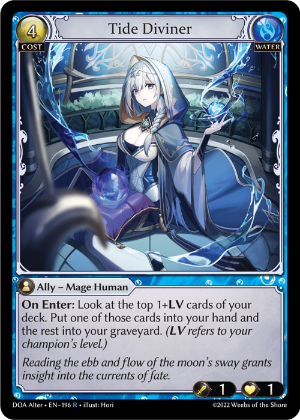 Tide Diviner
4
COST
WATER
Ally – Mage Human
On Enter: Look at the top 1+LV cards of your
deck. Put one of those cards into your hand and
the rest into your graveyard. (LV refers to your
champion's level.)
Reading the ebb and flow of the moon's sway grants
insight into the currents of fate.
1
1
DOA Alter • EN-196 R • illust: Hori
©2022 Weebs of the Shore